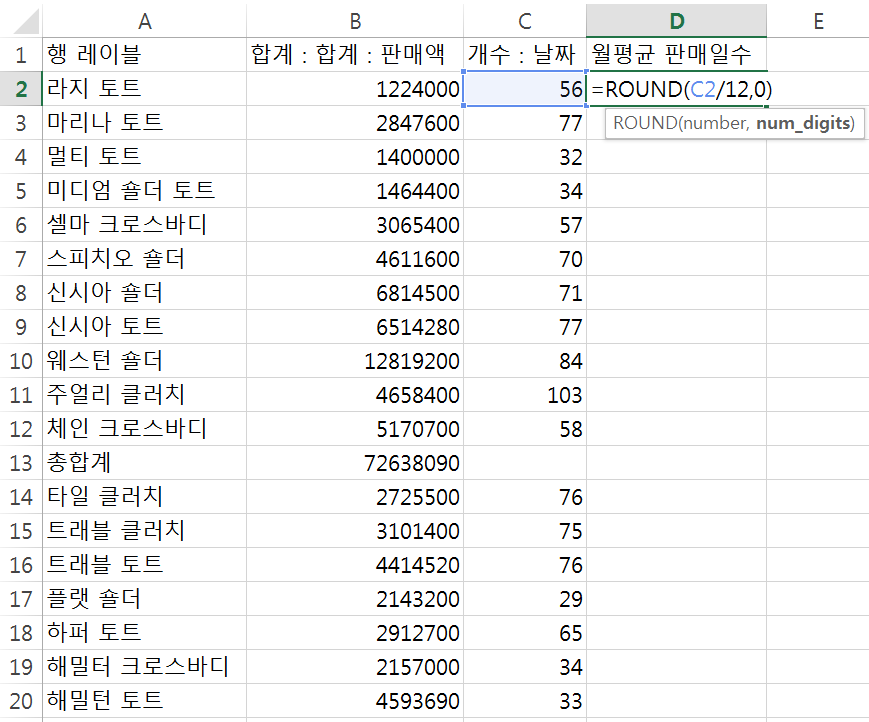 A B C D E
1 행 레이블 합계 : 합계 : 판매액 개수 : 날짜 월평균 판매일수
2 라지 토트 1224000 56 =ROUND(C2/12,0)
3 마리나 토트 2847600 77 ROUND(number, num_digits)
4 멀티 토트 1400000 32
5 미디엄 숄더 토트 1464400 34
6 셀마 크로스바디 3065400 57
7 스피치오 숄더 4611600 70
8 신시아 숄더 6814500 71
9 신시아 토트 6514280 77
10 웨스턴 숄더 12819200 84
11 주얼리 클러치 4658400 103
12 체인 크로스바디 5170700 58
13 총합계 72638090
14 타일 클러치 2725500 76
15 트래블 클러치 3101400 75
16 트래블 토트 4414520 76
17 플랫 숄더 2143200 29
18 하퍼 토트 2912700 65
19 해밀터 크로스바디 2157000 34
20 해밀턴 토트 4593690 33